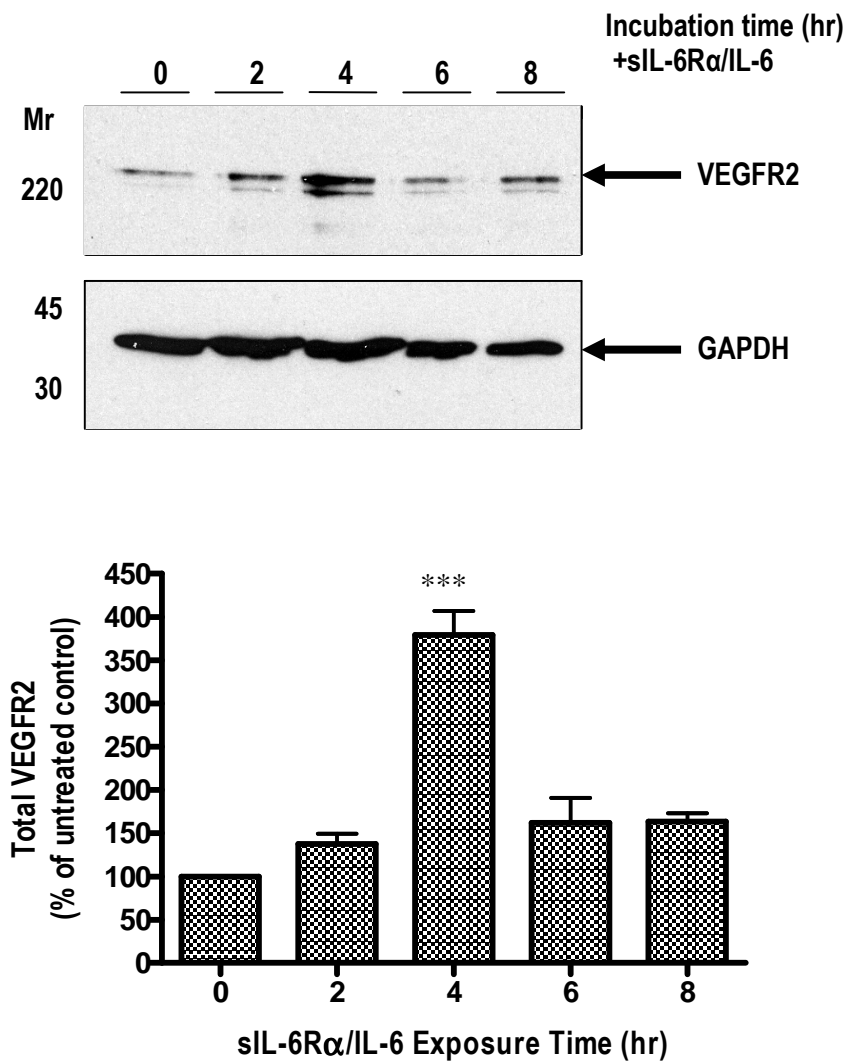 Incubation time (hr)
+sIL-6Rα/IL-6
0 2 4 6 8
Mr
220
VEGFR2
45
30
GAPDH
450
400
350
300
250
200
150
100
50
0
***
Total VEGFR2
(% of untreated control)
0 2 4 6 8
sIL-6Rα/IL-6 Exposure Time (hr)